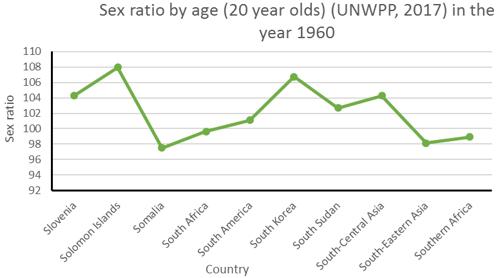 Sex ratio by age (20 year olds) (UNWPP, 2017) in the
year 1960
110
108
106
104
102
100
98
96
94
92
Sex ratio
Slovenia
Solomon Islands
Somalia
South Africa
South America
South Korea
South Sudan
South-Central Asia
South-Eastern Asia
Southern Africa
Country